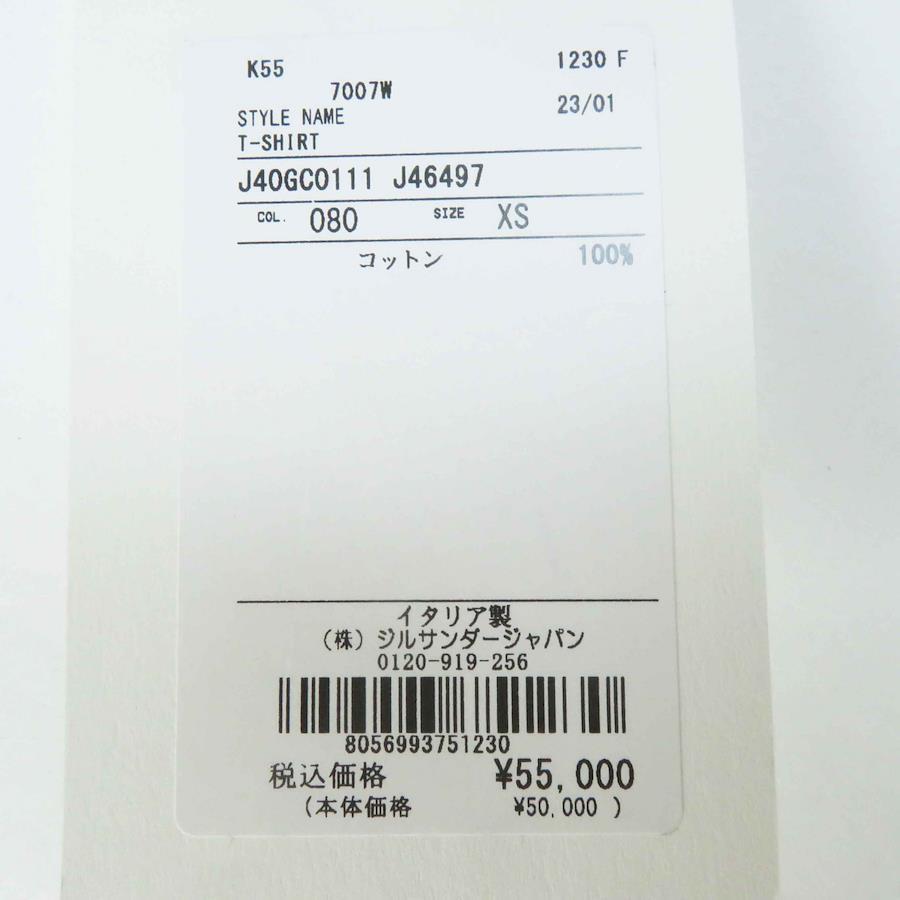 K55 1230 F
7007W 23/01
STYLE NAME
T-SHIRT
J40GC0111 J46497
COL. 080 SIZE XS
コットン 100%
イタリア製
（株）ジルサンダージャパン
0120-919-256
8056993751230
税込価格 ¥55,000
(本体価格 ¥50,000 )